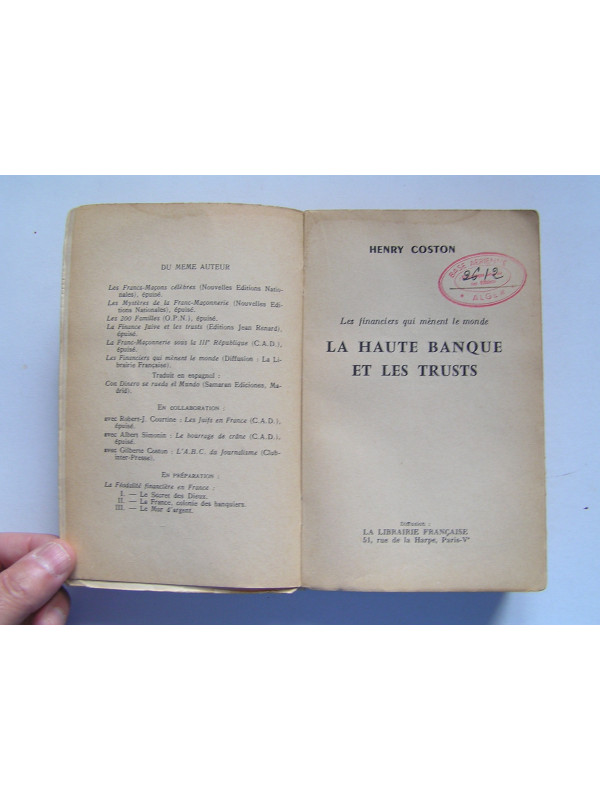 DU MEME AUTEUR
Les Francs-Maçons célèbres (Nouvelles Editions Natio-
nales), épuisé.
Les Mystères de la Franc-Maçonnerie (Nouvelles Edi-
tions Nationales), épuisé.
Les 200 Familles (O.P.N.), épuisé.
La Finance juive et les trusts (Editions Jean Renard),
épuisé.
La Franc-Maçonnerie sous la IIIe République (C.A.D.),
épuisé.
Les Financiers qui mènent le monde (Diffusion : La Li-
brairie Française).
Traduit en espagnol :
Con Dinero se rueda el Mundo (Samaran Ediciones, Ma-
drid).
EN COLLABORATION :
avec Robert-J. Courtine : Les Juifs en France (C.A.D.),
épuisé.
avec Albert Simonin : Le bourrage de crâne (C.A.D.),
épuisé.
avec Gilberte Coston : L'A.B.C. du Journalisme (Club-
inter-Presse).
EN PRÉPARATION :
La Féodalité financière en France :
I. — Le Secret des Dieux.
II. — La France, colonie des banquiers.
III. — Le Mur d'argent.
HENRY COSTON
BASE AERIENNE
ALGER
Les financiers qui mènent le monde
LA HAUTE BANQUE
ET LES TRUSTS
Diffusion :
LA LIBRAIRIE FRANÇAISE
51, rue de la Harpe, Paris-Ve